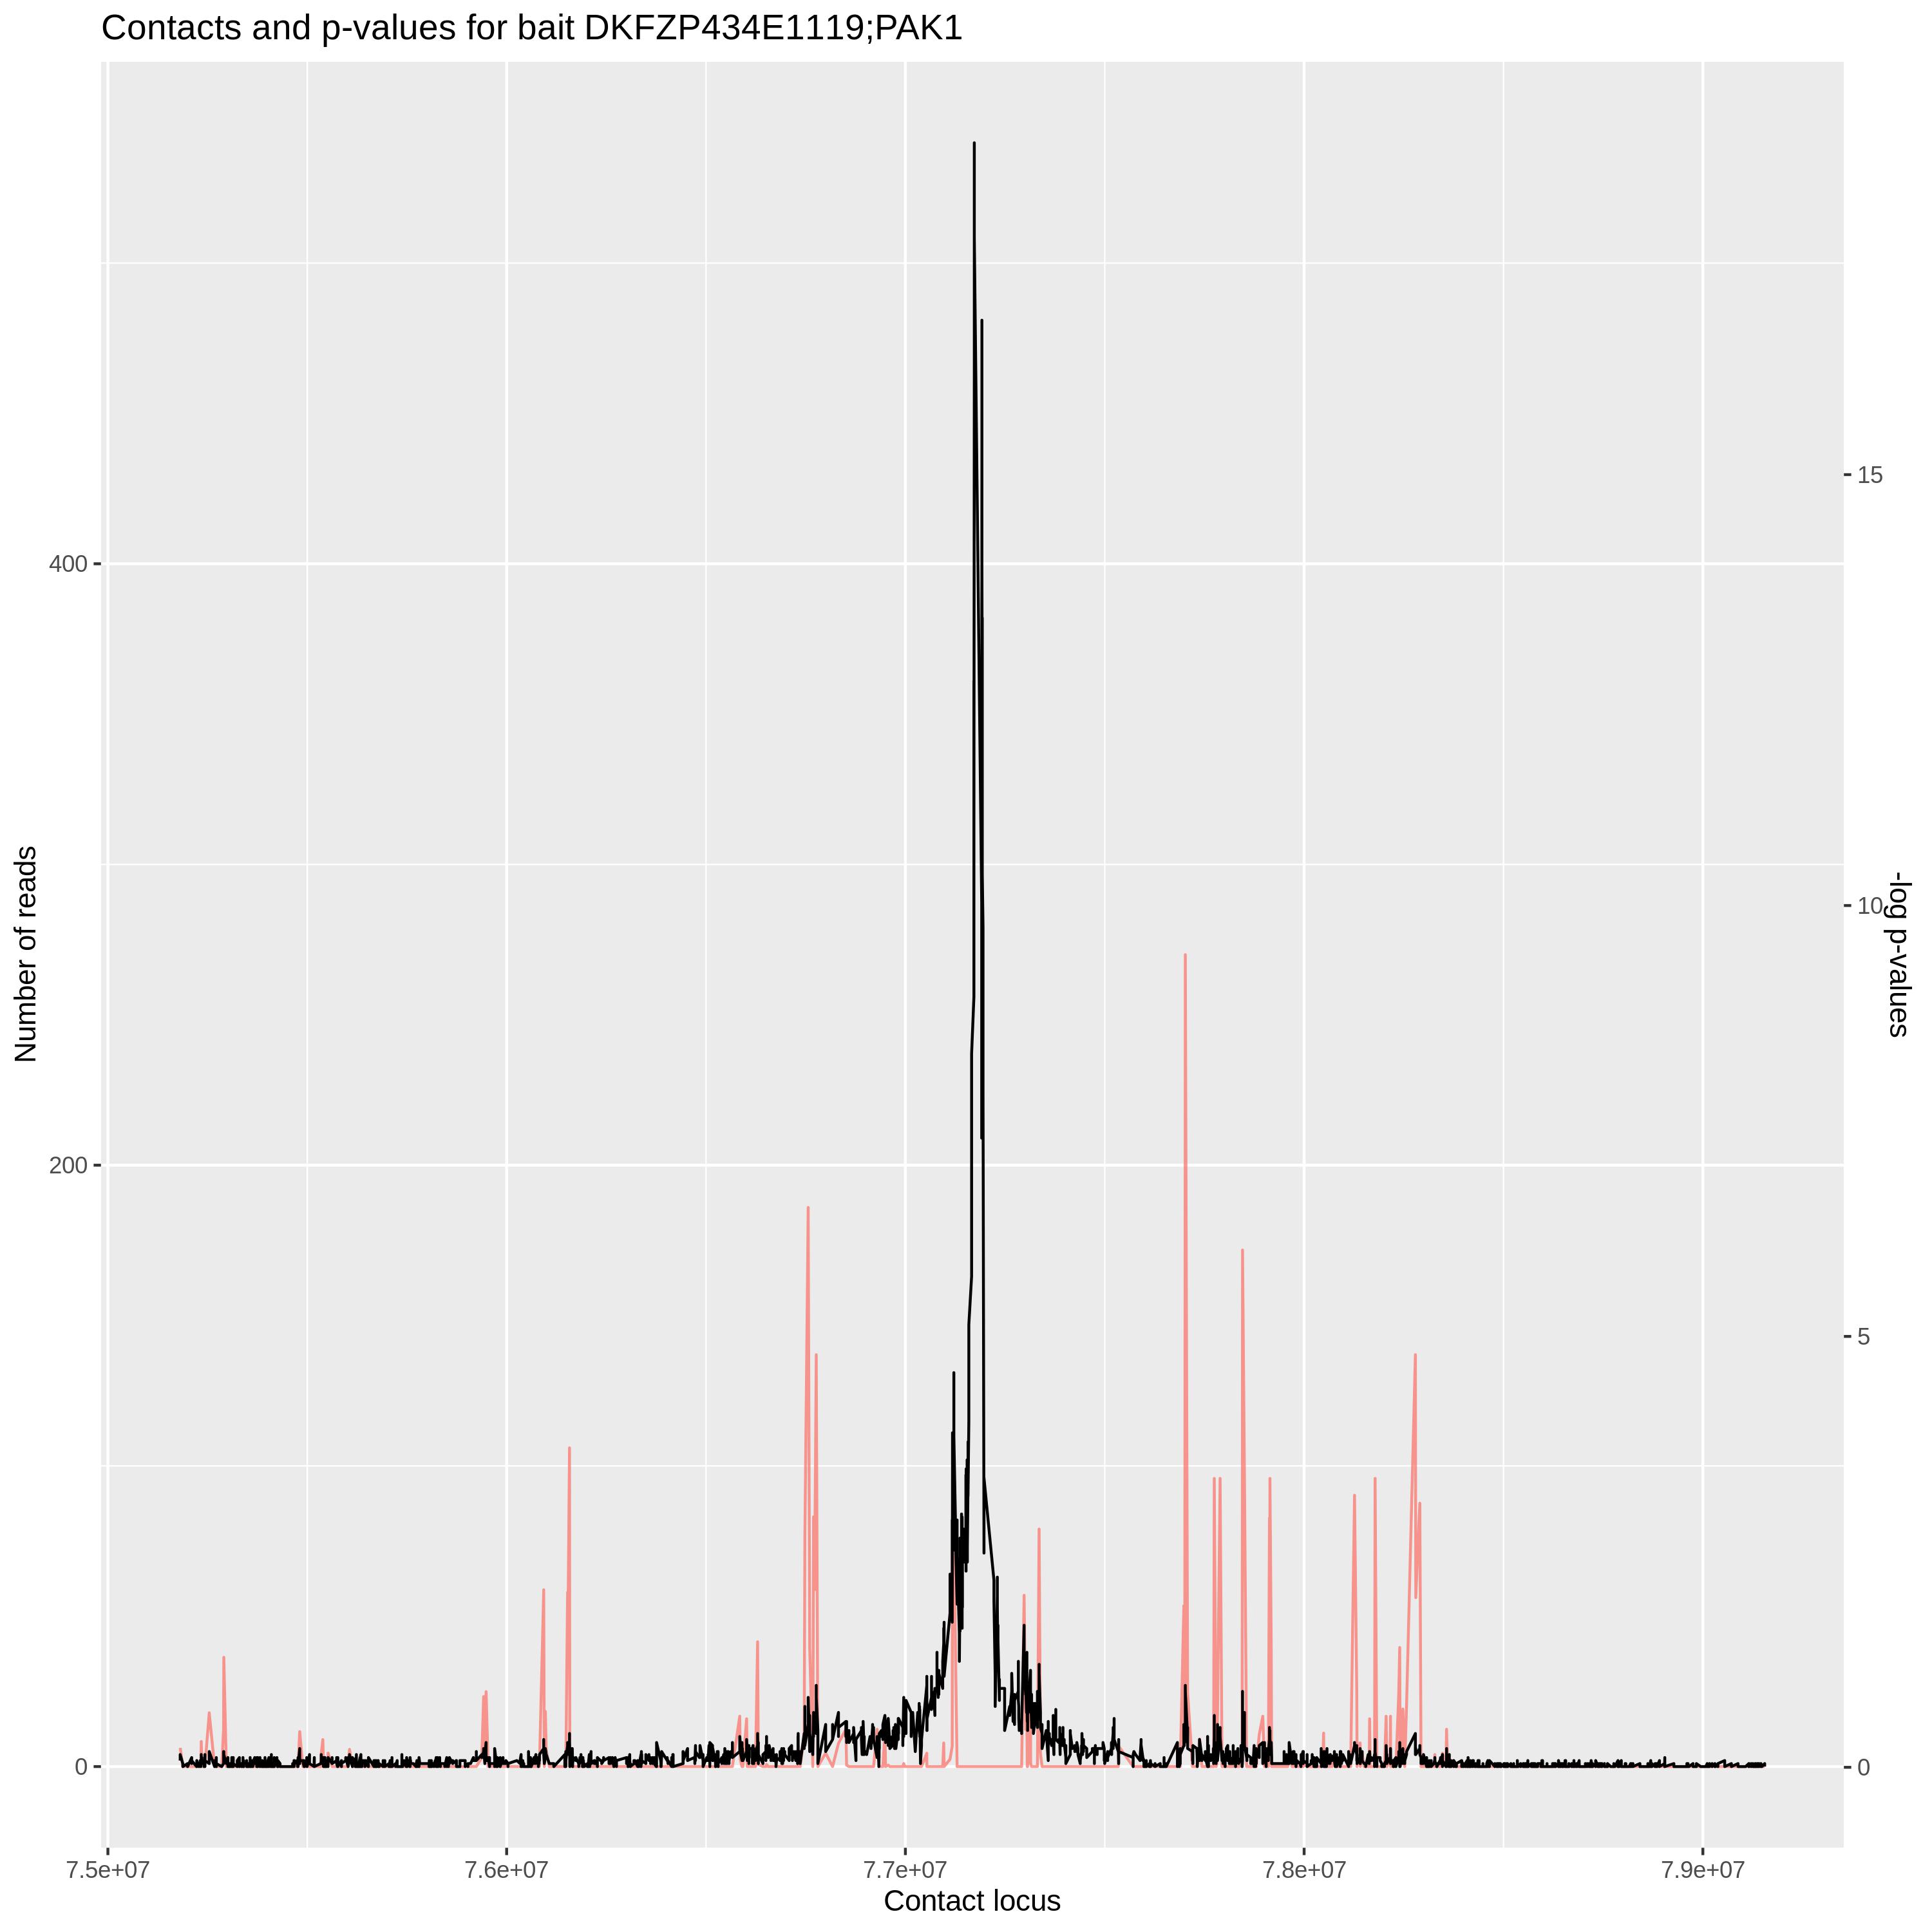 Contacts and p-values for bait DKFZP434E1119;PAK1
Number of reads
400
200
0
15
10
5
0
-log p-values
7.5e+07 7.6e+07 7.7e+07 7.8e+07 7.9e+07
Contact locus